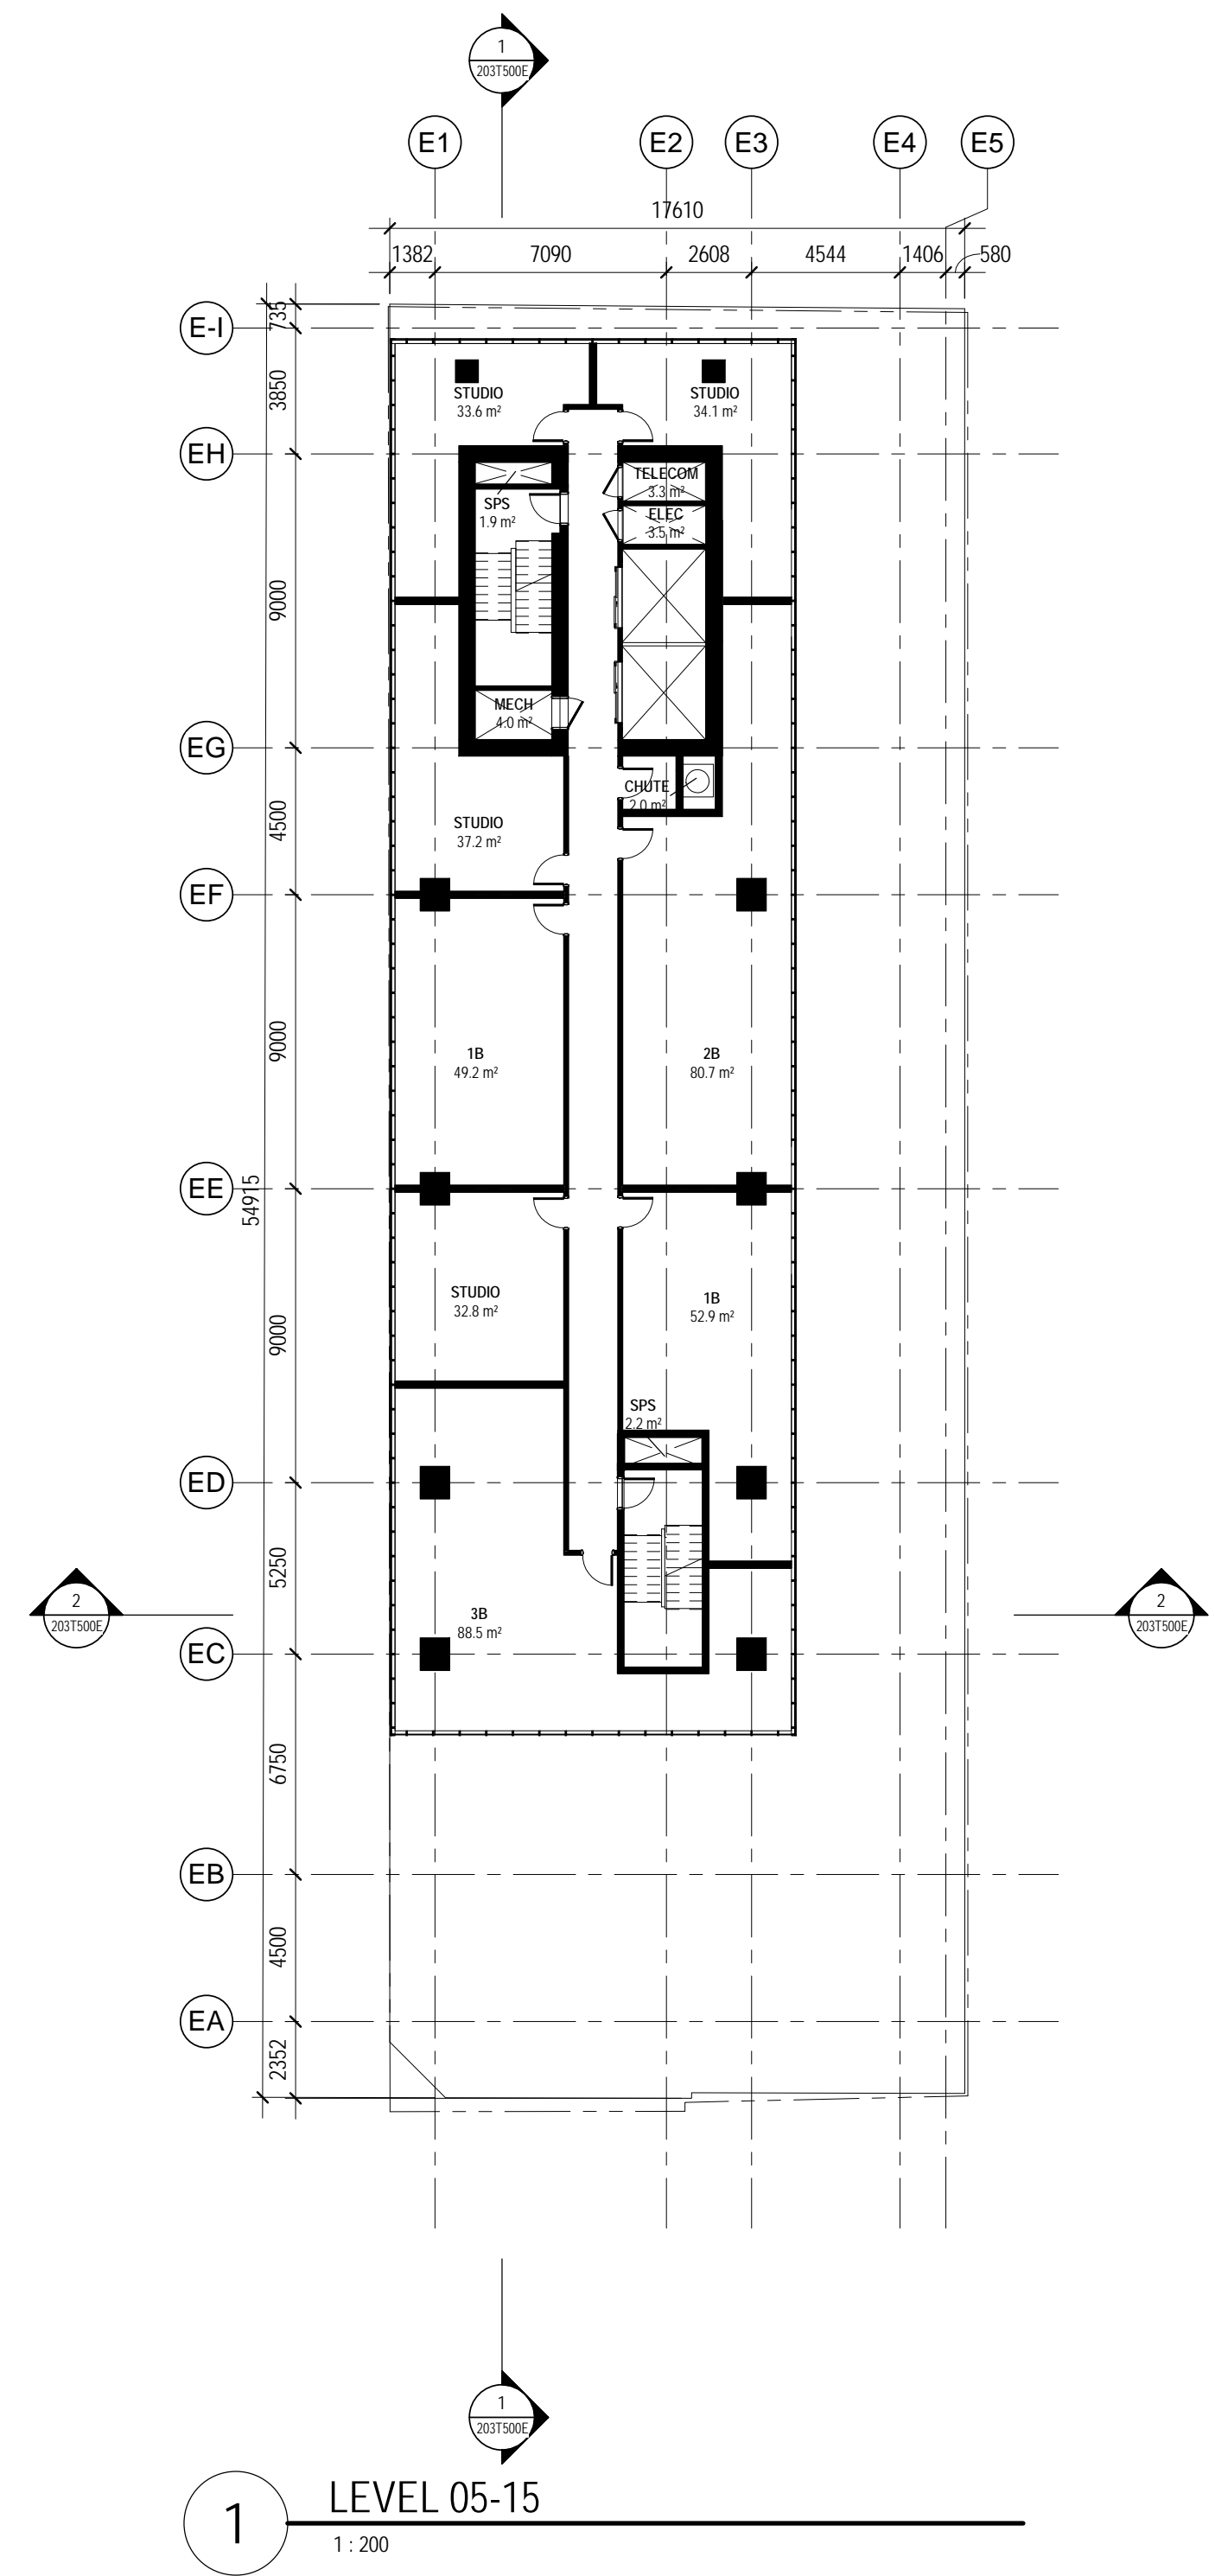 1
203T500E
E1
E2
E3
E4
E5
17610
1382
7090
2608
4544
1406
580
E-I
735
3850
STUDIO
33.6 m²
STUDIO
34.1 m²
EH
TELECOM
3.3 m²
SPS
1.9 m²
ELEC
3.5 m²
9000
MECH
4.0 m²
EG
CHUTE
2.0 m²
4500
STUDIO
37.2 m²
EF
9000
1B
49.2 m²
2B
80.7 m²
EE
54915
9000
STUDIO
32.8 m²
1B
52.9 m²
SPS
2.2 m²
ED
5250
2
203T500E
2
203T500E
3B
88.5 m²
EC
6750
EB
4500
EA
2352
1
203T500E
1
LEVEL 05-15
1 : 200